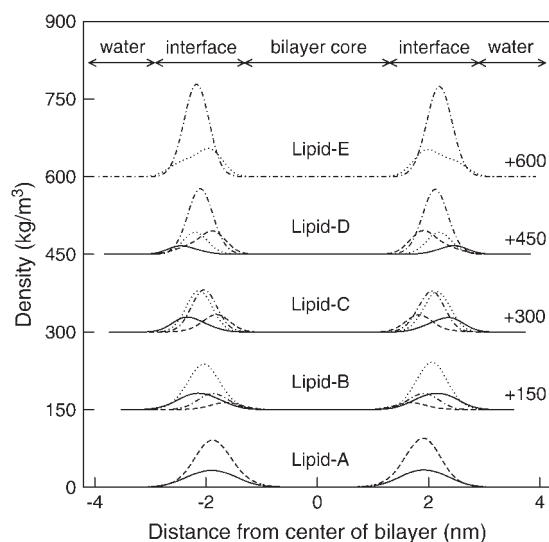 900
water interface bilayer core interface water
750
Lipid-E
+600
600
Lipid-D
+450
450
Lipid-C
+300
300
Lipid-B
+150
150
Lipid-A
0
-4 -2 0 2 4
Density (kg/m³)
Distance from center of bilayer (nm)